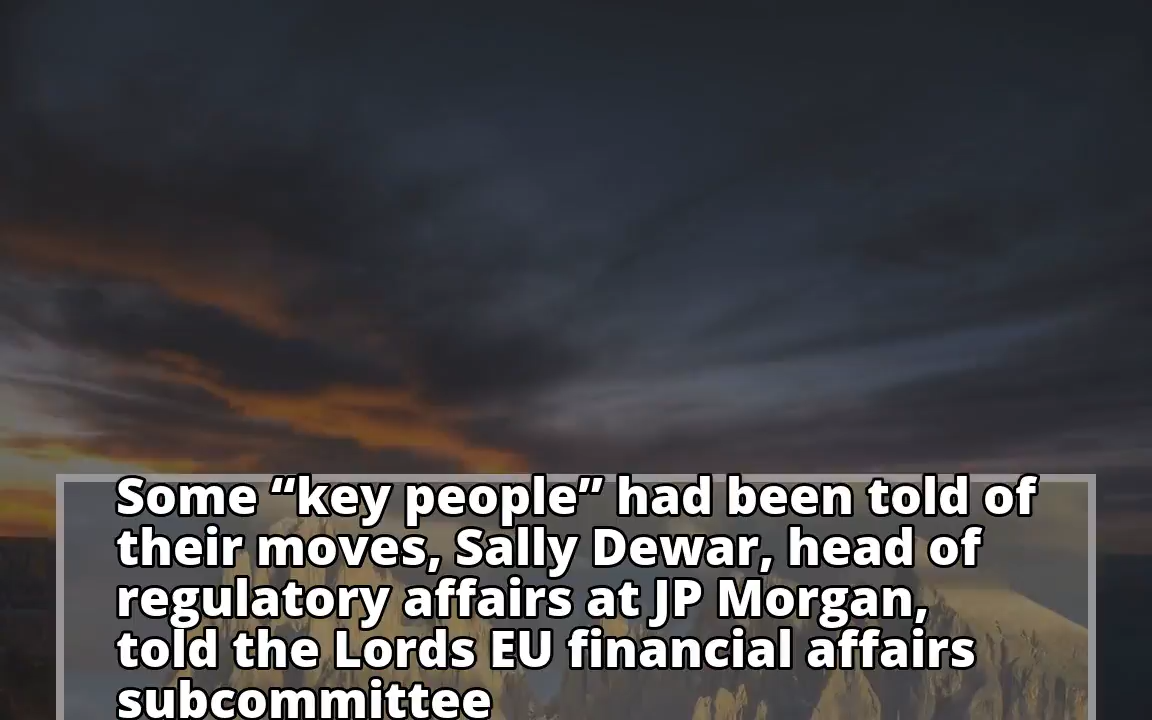 Some “key people” had been told of
their moves, Sally Dewar, head of
regulatory affairs at JP Morgan,
told the Lords EU financial affairs
subcommittee